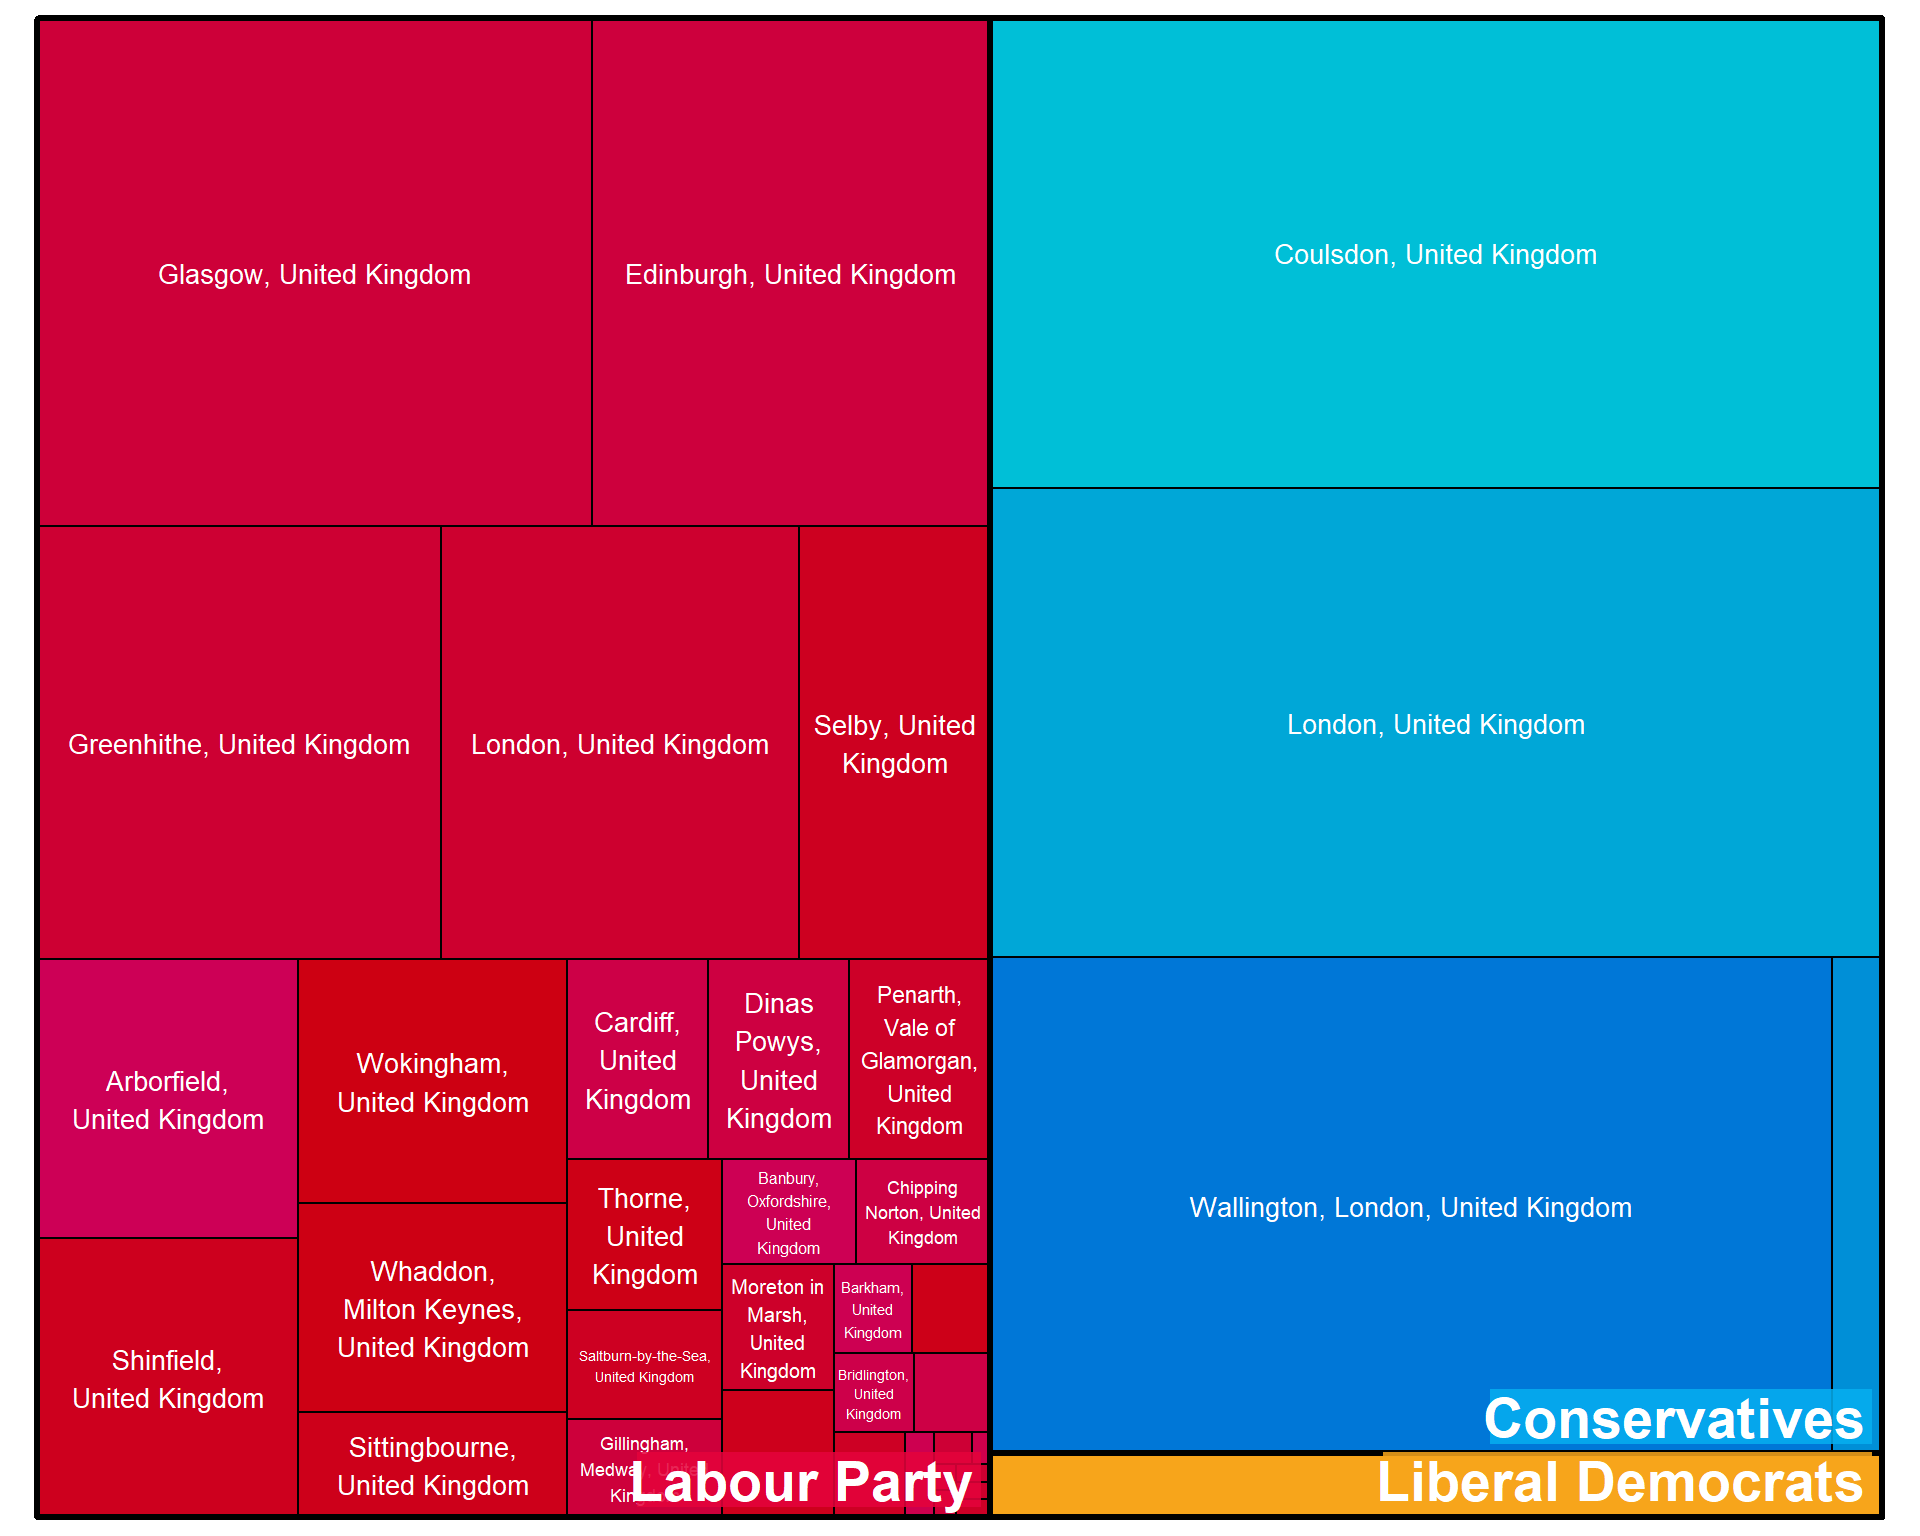 Glasgow, United Kingdom
Edinburgh, United Kingdom
Coulsdon, United Kingdom
Greenhithe, United Kingdom
London, United Kingdom
Selby, United
Kingdom
London, United Kingdom
Arborfield,
United Kingdom
Wokingham,
United Kingdom
Cardiff,
United
Kingdom
Dinas
Powys,
United
Kingdom
Penarth,
Vale of
Glamorgan,
United
Kingdom
Wallington, London, United Kingdom
Shinfield,
United Kingdom
Whaddon,
Milton Keynes,
United Kingdom
Sittingbourne,
United Kingdom
Thorne,
United
Kingdom
Banbury,
Oxfordshire,
United
Kingdom
Chipping
Norton, United
Kingdom
Saltburn-by-the-Sea,
United Kingdom
Moreton in
Marsh,
United
Kingdom
Barkham,
United
Kingdom
Bridlington,
United
Kingdom
Gillingham,
Medway, United
Kingdom
Labour Party
Conservatives
Liberal Democrats